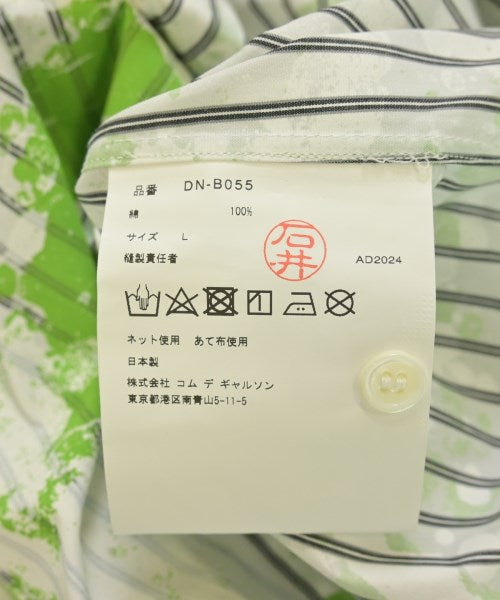 品番 DN-B055
綿 100%
サイズ L
縫製責任者 石井 AD2024
ネット使用 あて布使用
日本製
株式会社 コム デ ギャルソン
東京都港区南青山5-11-5